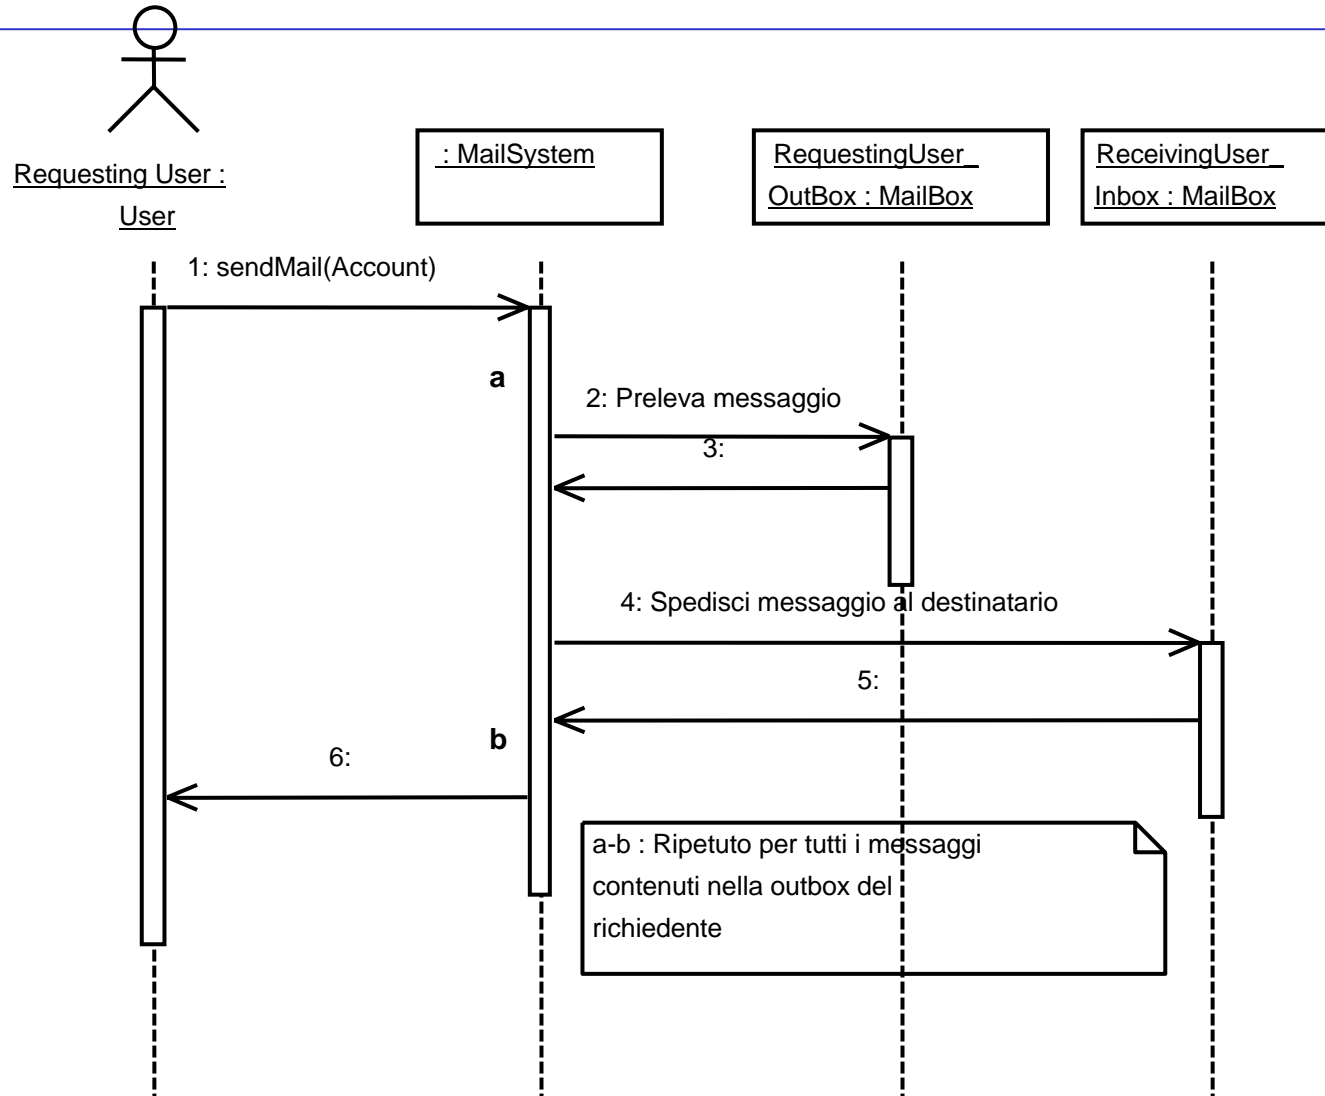 Requesting User :
User
: MailSystem
RequestingUser_
OutBox : MailBox
ReceivingUser_
Inbox : MailBox
1: sendMail(Account)
a
2: Preleva messaggio
3:
4: Spedisci messaggio al destinatario
5:
b
6:
a-b : Ripetuto per tutti i messaggi
contenuti nella outbox del
richiedente